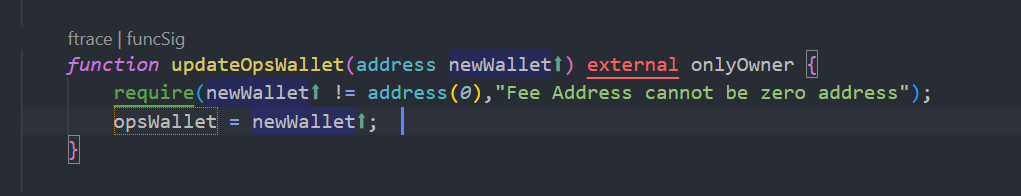 ftrace | funcSig
function updateOpsWallet(address newWallet⬆) external onlyOwner {
require(newWallet⬆ != address(0),"Fee Address cannot be zero address");
opsWallet = newWallet⬆;
}